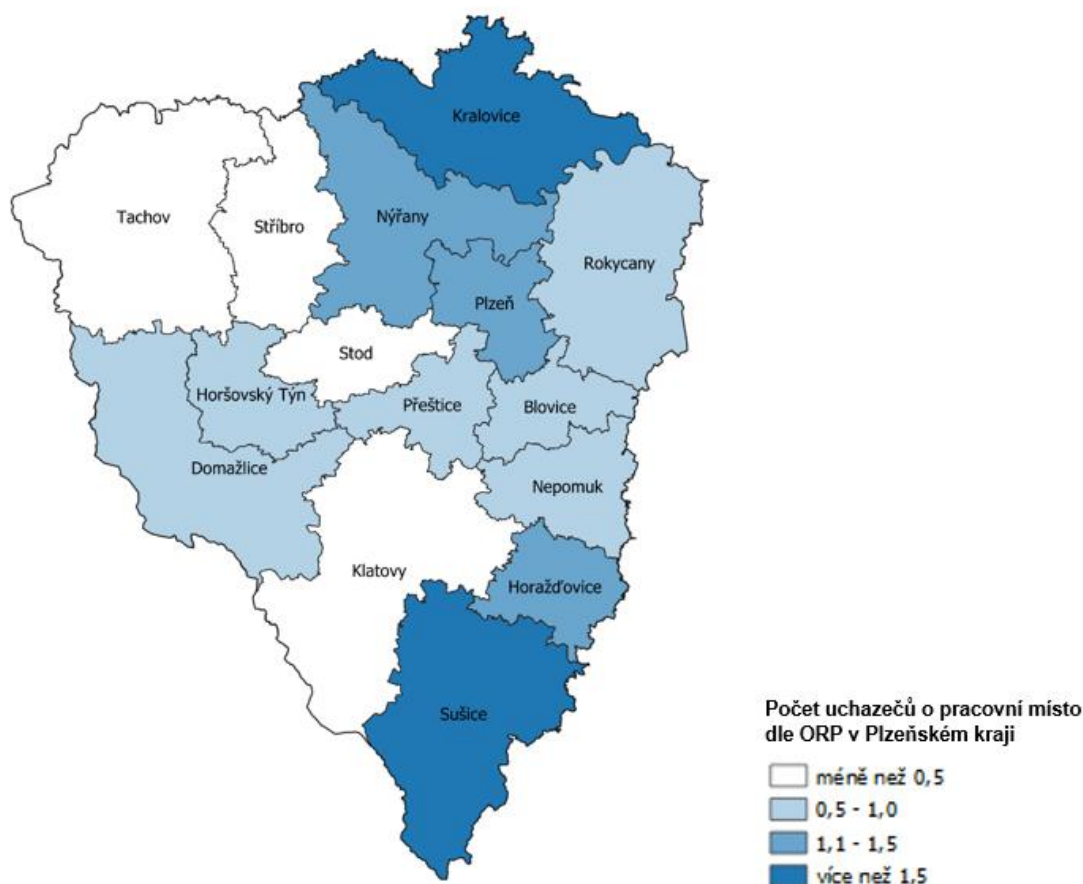 Kralovice
Tachov
Stříbro
Nýřany
Rokycany
Plzeň
Stod
Horšovský Týn
Přeštice
Blovice
Domažlice
Nepomuk
Klatovy
Horažďovice
Sušice
Počet uchazečů o pracovní místo
dle ORP v Plzeňském kraji
méně než 0,5
0,5 - 1,0
1,1 - 1,5
více než 1,5